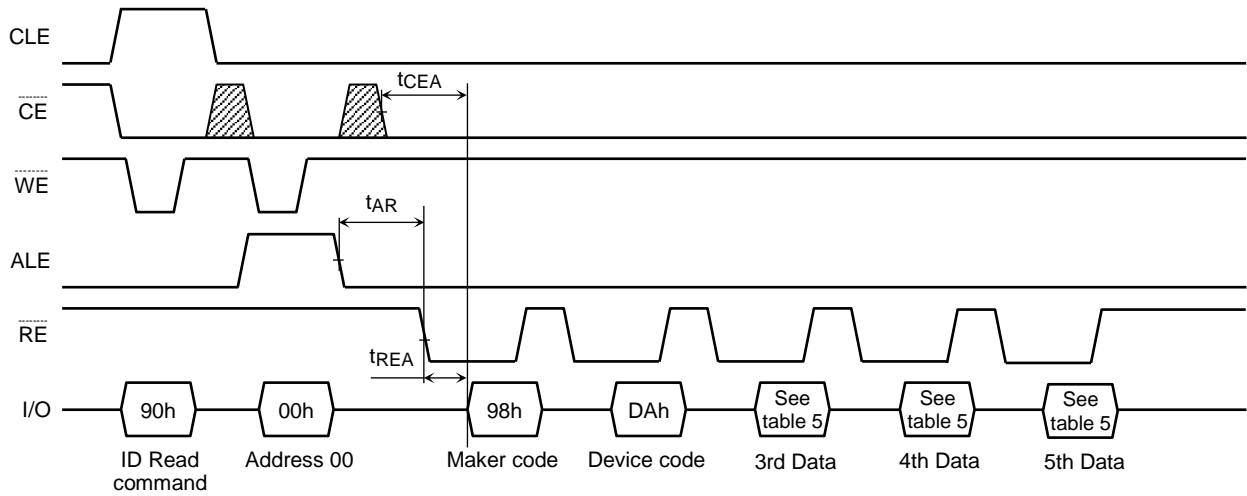 CLE
tCEA
CE
WE
tAR
ALE
RE
tREA
I/O
90h
00h
98h
DAh
See
table 5
See
table 5
See
table 5
ID Read
command
Address 00
Maker code
Device code
3rd Data
4th Data
5th Data